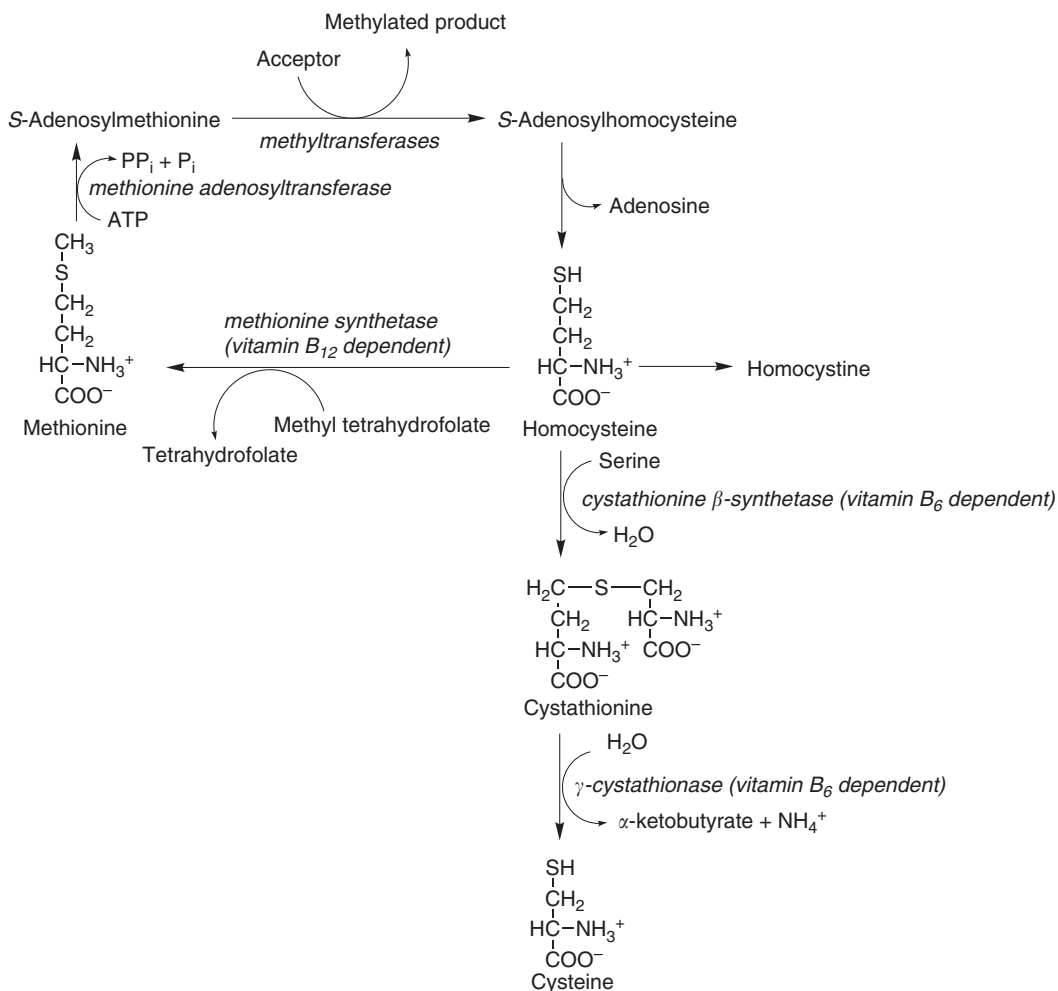 Methylated product
Acceptor
S-Adenosylmethionine
methyltransferases
S-Adenosylhomocysteine
PPi + Pi
methionine adenosyltransferase
ATP
Adenosine
CH3
S
CH2
CH2
HC–NH3+
COO–
Methionine
methionine synthetase
(vitamin B12 dependent)
Methyl tetrahydrofolate
Tetrahydrofolate
SH
CH2
CH2
HC–NH3+
COO–
Homocysteine
Homocystine
Serine
cystathionine β-synthetase (vitamin B6 dependent)
H2O
H2C—S—CH2
CH2 HC–NH3+
HC–NH3+ COO–
COO–
Cystathionine
H2O
γ-cystathionase (vitamin B6 dependent)
α-ketobutyrate + NH4+
SH
CH2
HC–NH3+
COO–
Cysteine